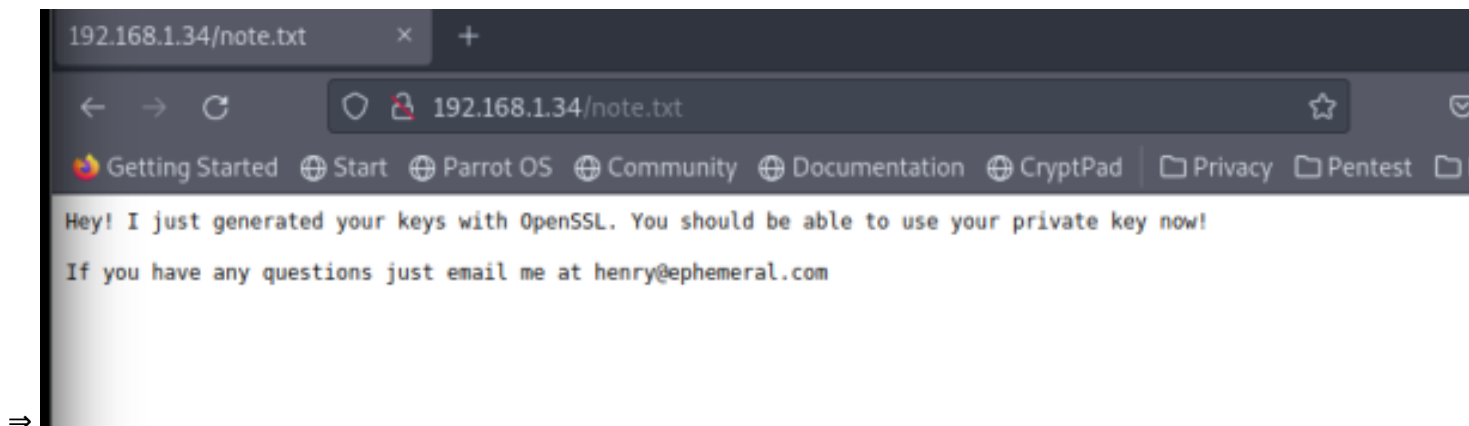 192.168.1.34/note.txt × +
192.168.1.34/note.txt
Getting Started Start Parrot OS Community Documentation CryptPad Privacy Pentest
Hey! I just generated your keys with OpenSSL. You should be able to use your private key now!
If you have any questions just email me at henry@ephemeral.com
⇒